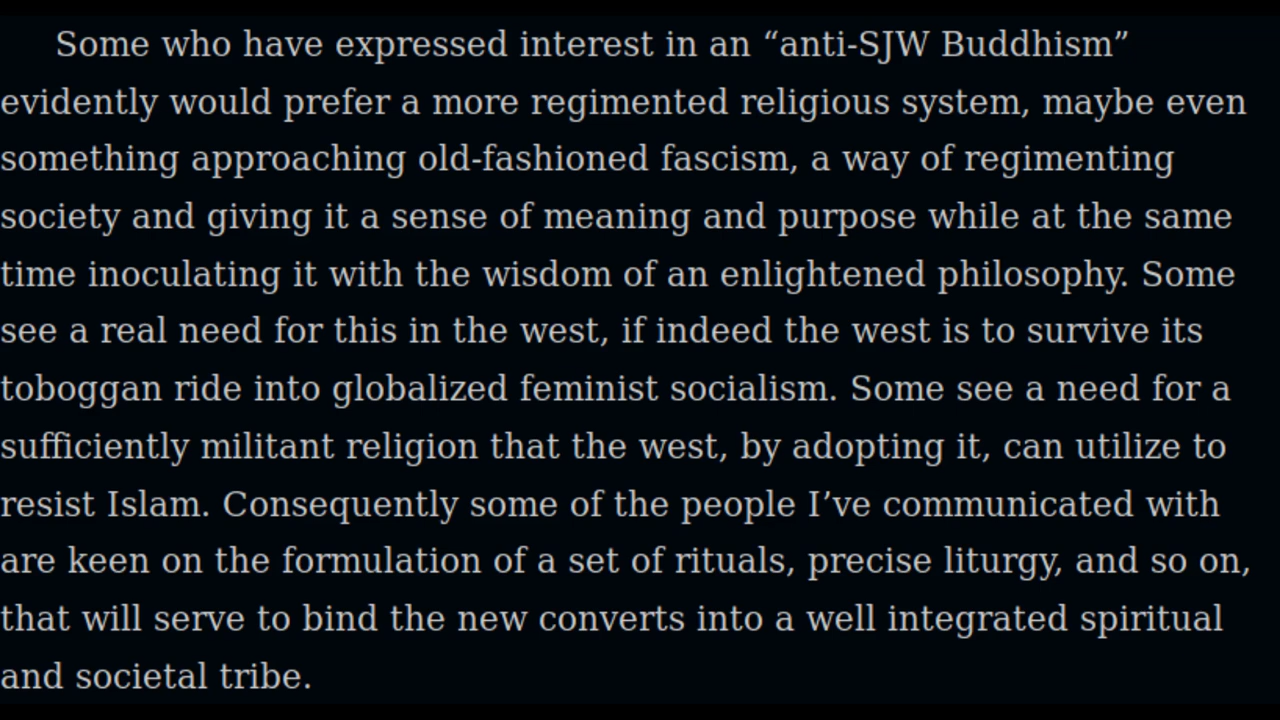 Some who have expressed interest in an “anti-SJW Buddhism”
evidently would prefer a more regimented religious system, maybe even
something approaching old-fashioned fascism, a way of regimenting
society and giving it a sense of meaning and purpose while at the same
time inoculating it with the wisdom of an enlightened philosophy. Some
see a real need for this in the west, if indeed the west is to survive its
toboggan ride into globalized feminist socialism. Some see a need for a
sufficiently militant religion that the west, by adopting it, can utilize to
resist Islam. Consequently some of the people I’ve communicated with
are keen on the formulation of a set of rituals, precise liturgy, and so on,
that will serve to bind the new converts into a well integrated spiritual
and societal tribe.